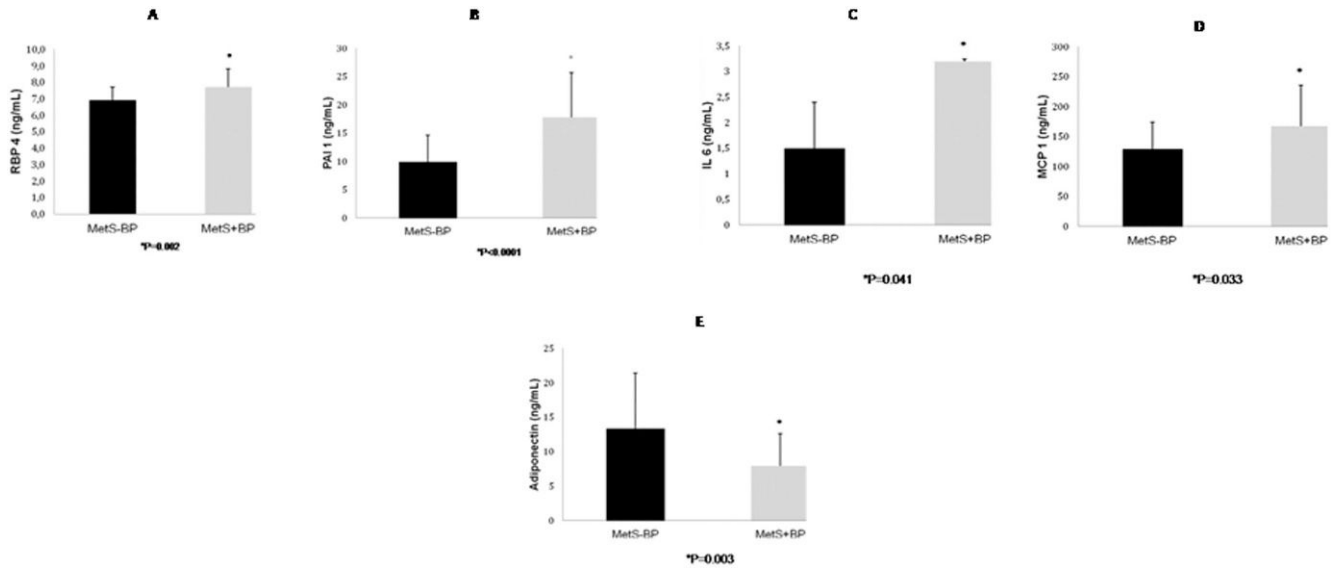 A
RBP 4 (ng/mL)
10,0
9,0
8,0
7,0
6,0
5,0
4,0
3,0
2,0
1,0
0,0
*
MetS-BP MetS+BP
*P=0.002
B
PAI 1 (ng/mL)
30
25
20
15
10
5
0
MetS-BP MetS+BP
*P<0.0001
C
IL 6 (ng/mL)
3,5
3
2,5
2
1,5
1
0,5
0
*
MetS-BP MetS+BP
*P=0.041
D
MCP 1 (ng/mL)
300
250
200
150
100
50
0
*
MetS-BP MetS+BP
*P=0.033
E
Adiponectin (ng/mL)
25
20
15
10
5
0
*
MetS-BP MetS+BP
*P=0.003